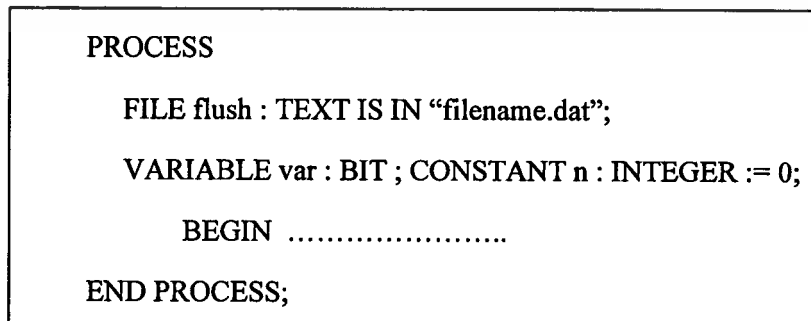 PROCESS
FILE flush : TEXT IS IN “filename.dat”;
VARIABLE var : BIT ; CONSTANT n : INTEGER := 0;
BEGIN .......................
END PROCESS;